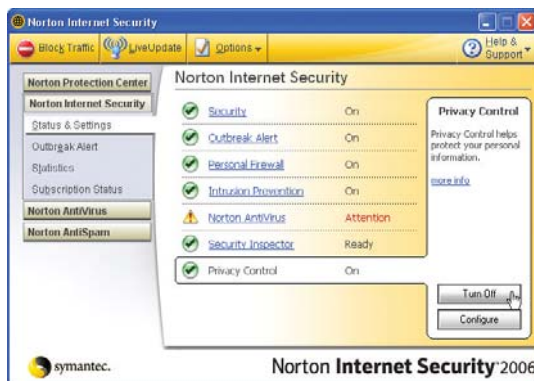 Norton Internet Security
Block Traffic LiveUpdate Options Help & Support
Norton Protection Center
Norton Internet Security
Status & Settings
Outbreak Alert
Statistics
Subscription Status
Norton AntiVirus
Norton AntiSpam
Norton Internet Security
Security On
Outbreak Alert On
Personal Firewall On
Intrusion Prevention On
Norton AntiVirus Attention
Security Inspector Ready
Privacy Control On
Privacy Control
Privacy Control helps
protect your personal
information.
more info
Turn Off
Configure
symantec.
Norton Internet Security 2006